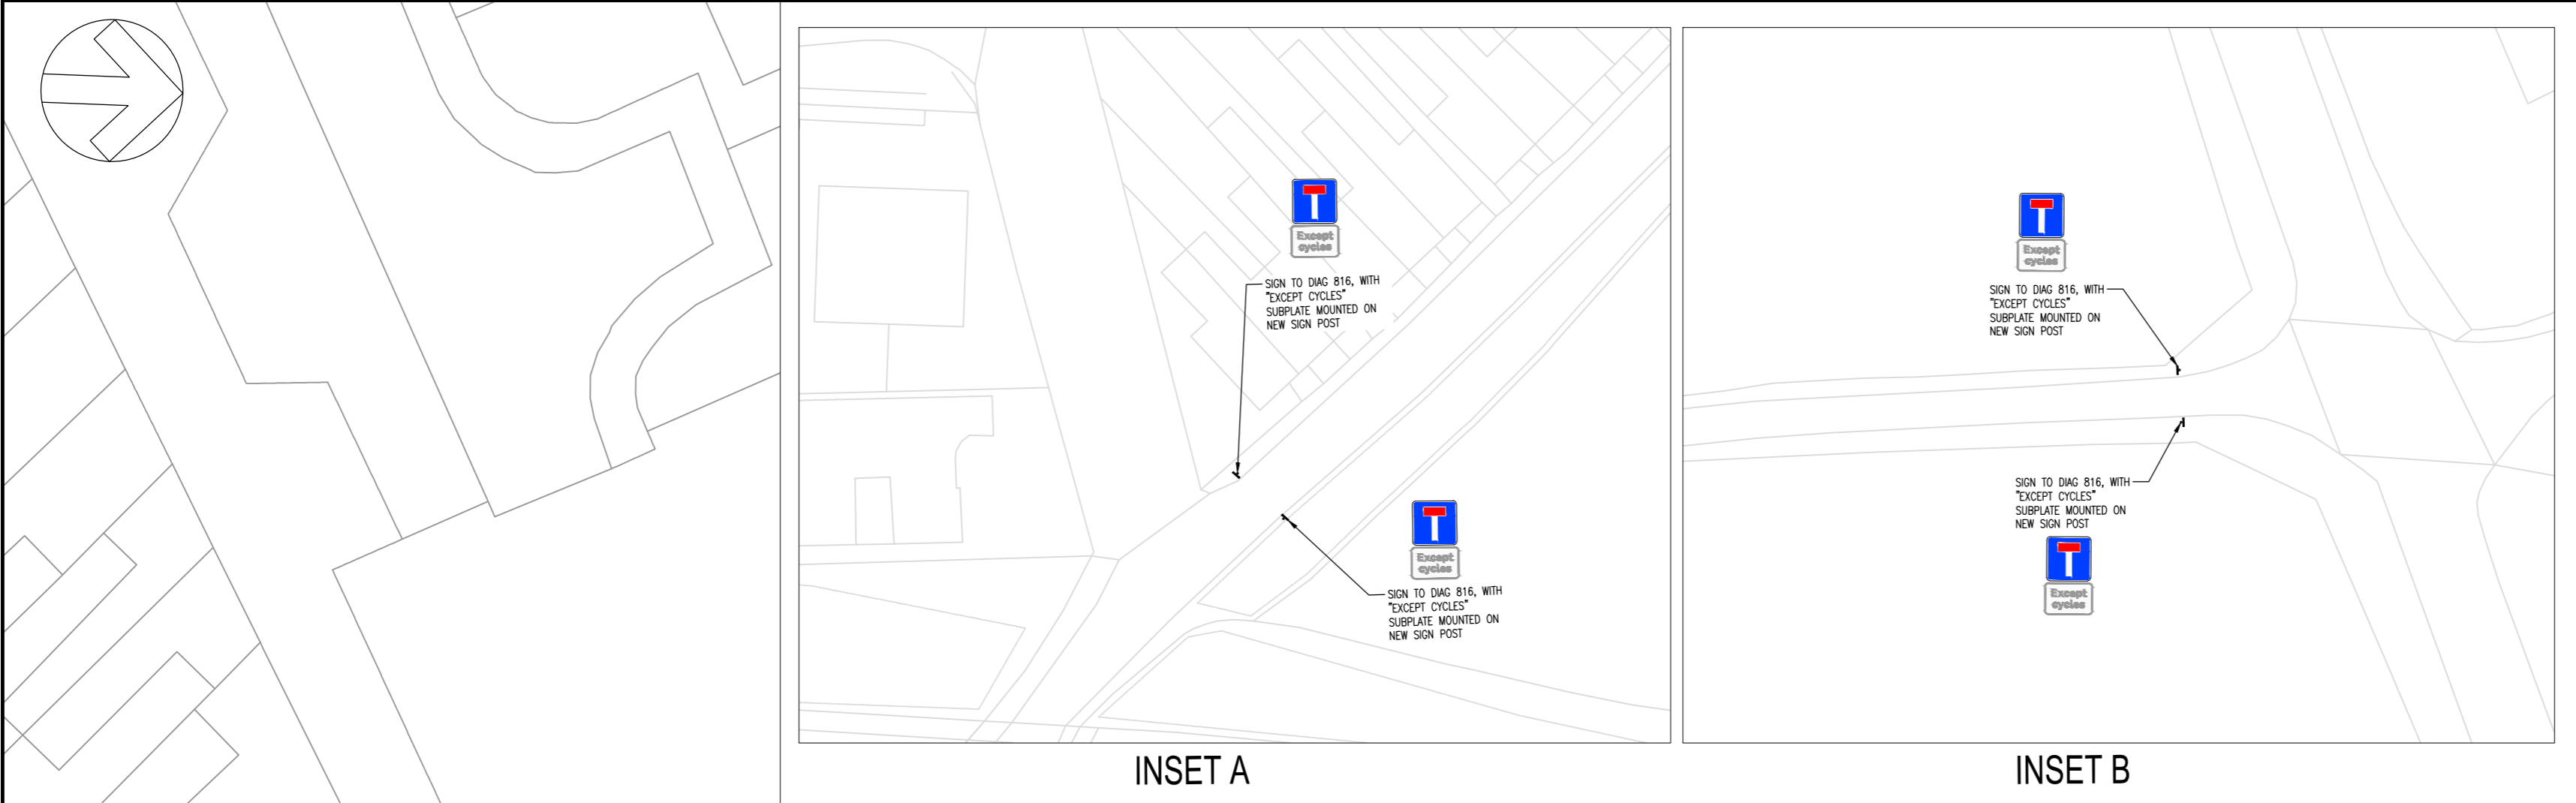 Except
cycles
SIGN TO DIAG 816, WITH
"EXCEPT CYCLES"
SUBPLATE MOUNTED ON
NEW SIGN POST
Except
cycles
SIGN TO DIAG 816, WITH
"EXCEPT CYCLES"
SUBPLATE MOUNTED ON
NEW SIGN POST
INSET A
Except
cycles
SIGN TO DIAG 816, WITH
"EXCEPT CYCLES"
SUBPLATE MOUNTED ON
NEW SIGN POST
SIGN TO DIAG 816, WITH
"EXCEPT CYCLES"
SUBPLATE MOUNTED ON
NEW SIGN POST
Except
cycles
INSET B